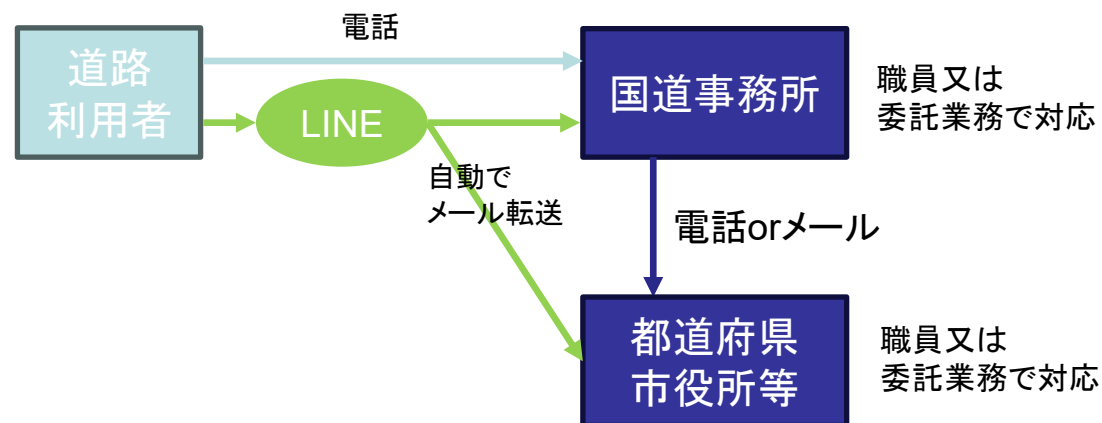 電話
道路
利用者
LINE
国道事務所
職員又は
委託業務で対応
自動で
メール転送
電話orメール
都道府県
市役所等
職員又は
委託業務で対応